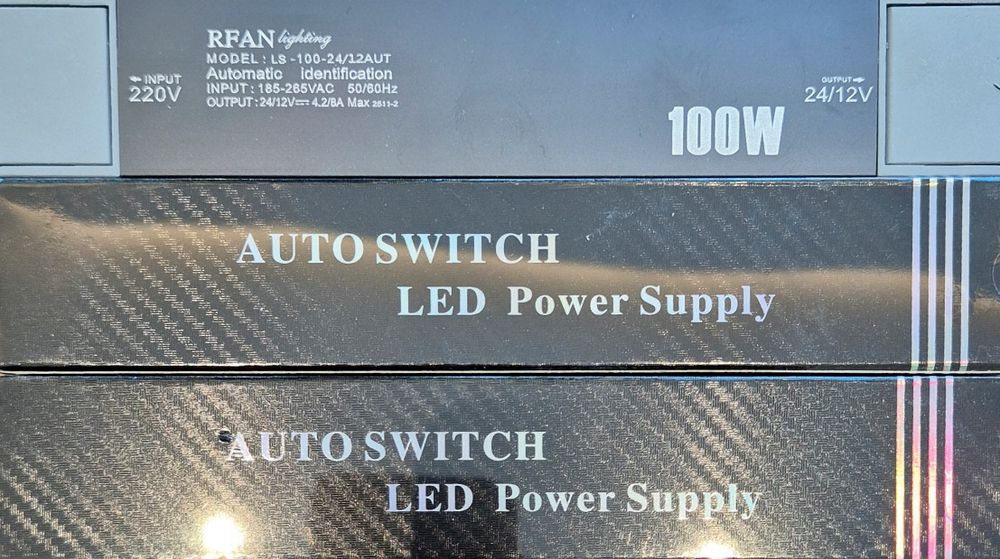 RFAN lighting
MODEL : LS -100-24/12AUT
Automatic identification
INPUT : 185-265VAC 50/60Hz
OUTPUT : 24/12V⎓4.2/8A Max 2511-2
←INPUT
220V
100W
OUTPUT→
24/12V
AUTO SWITCH
LED Power Supply
AUTO SWITCH
LED Power Supply